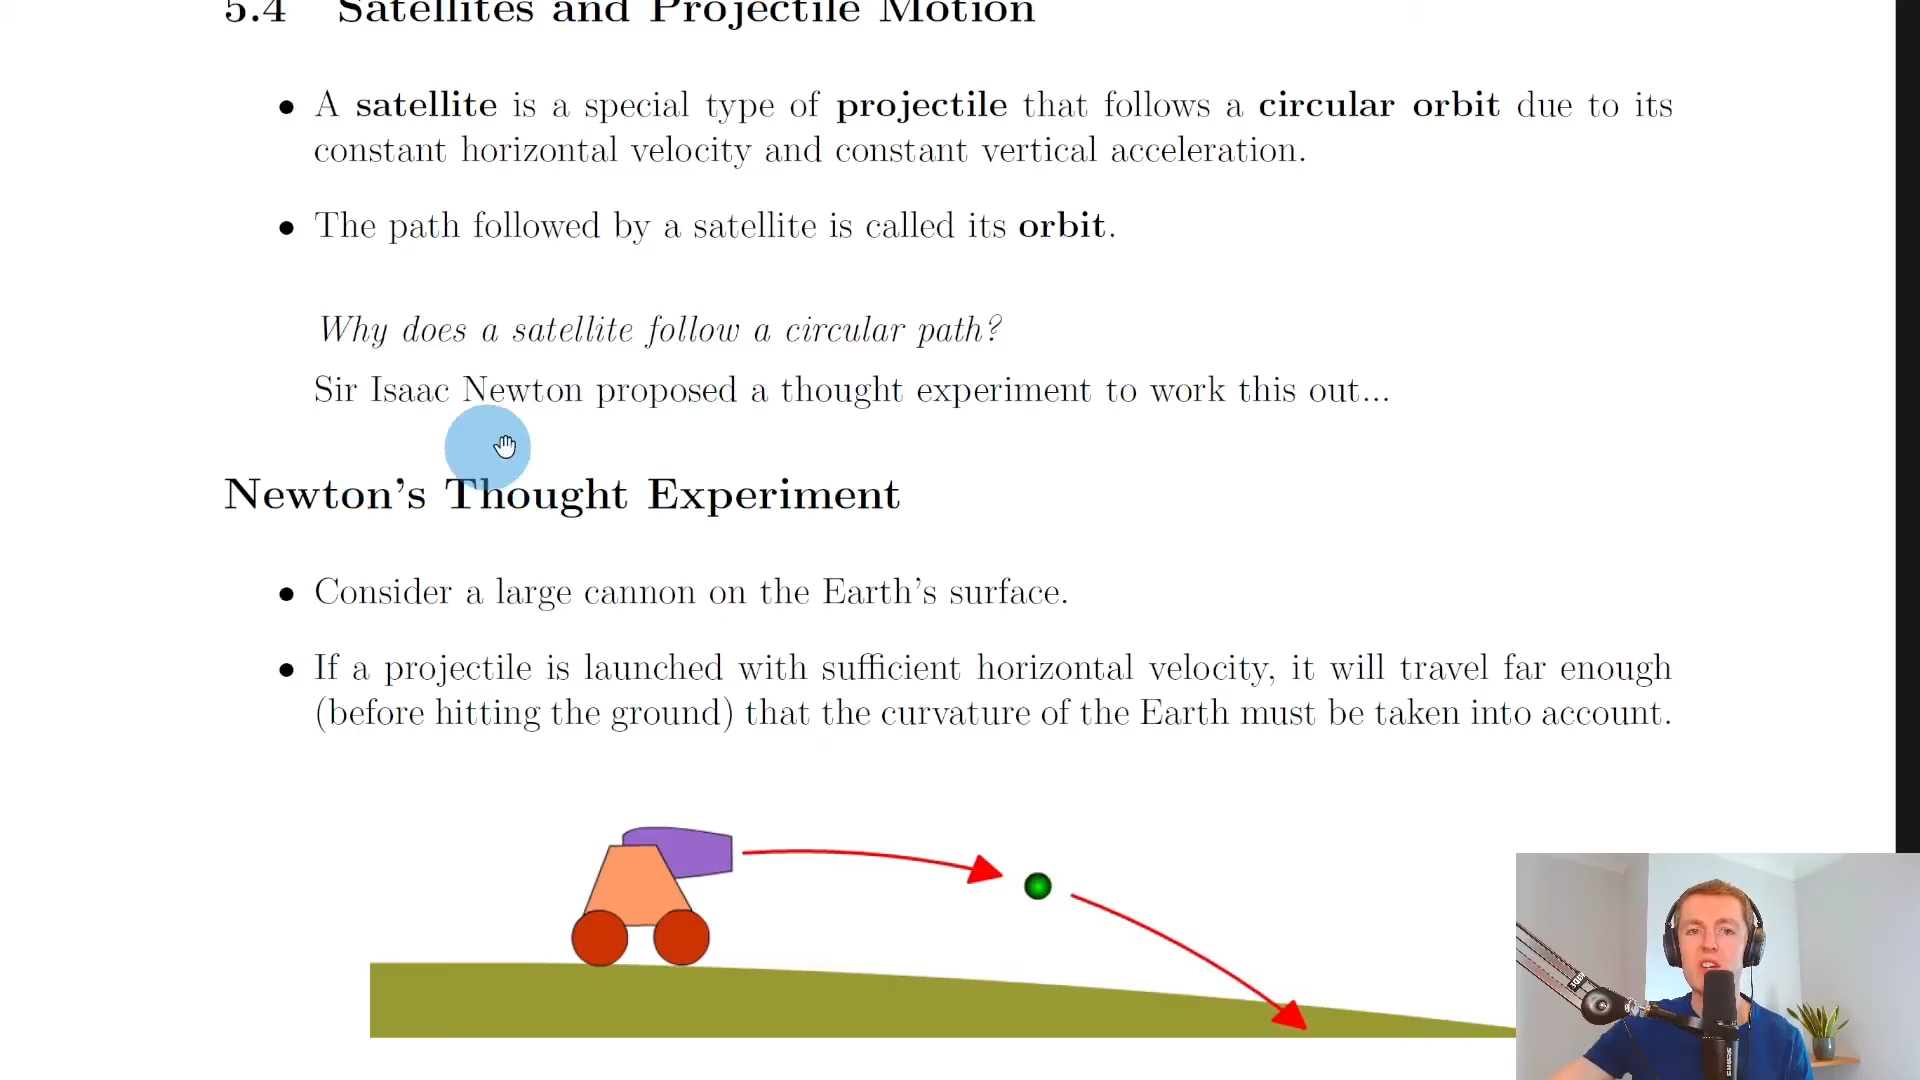 5.4 Satellites and Projectile Motion
• A satellite is a special type of projectile that follows a circular orbit due to its
constant horizontal velocity and constant vertical acceleration.
• The path followed by a satellite is called its orbit.
Why does a satellite follow a circular path?
Sir Isaac Newton proposed a thought experiment to work this out...
Newton's Thought Experiment
• Consider a large cannon on the Earth's surface.
• If a projectile is launched with sufficient horizontal velocity, it will travel far enough
(before hitting the ground) that the curvature of the Earth must be taken into account.